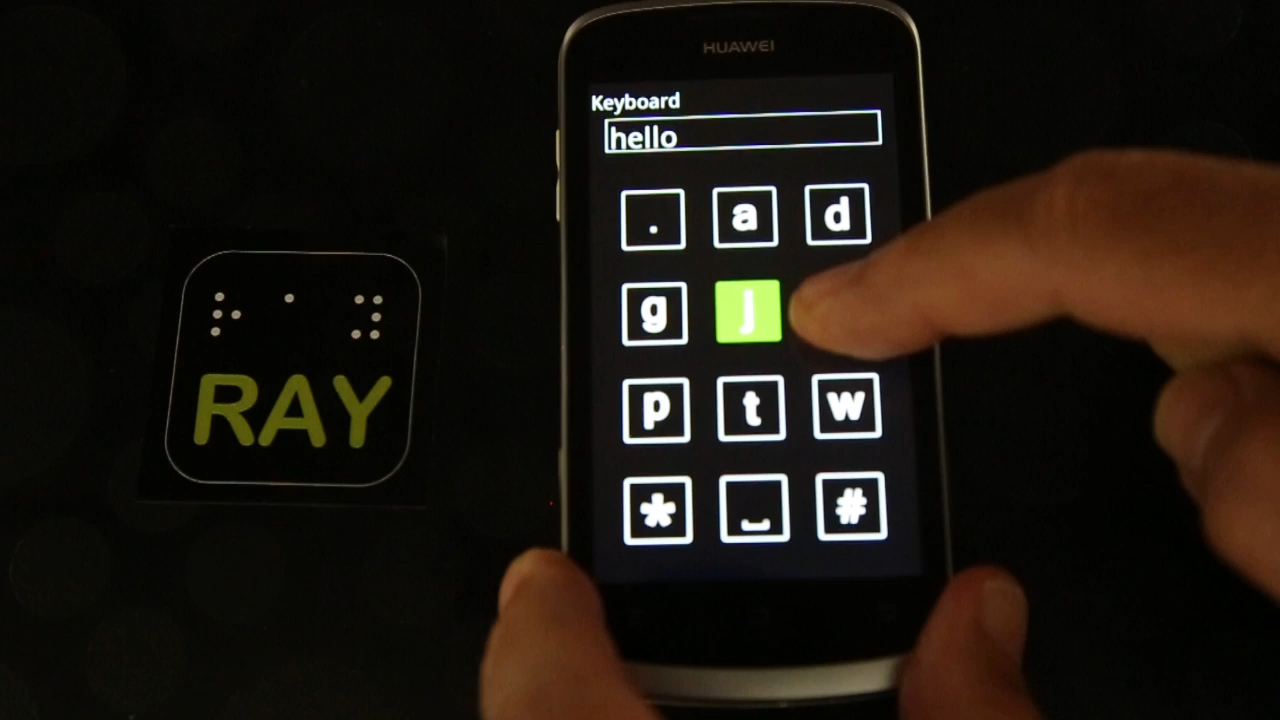 HUAWEI
Keyboard
hello
. a d
g j
p t w
* ⎵ #
⠗ ⠁ ⠽
RAY